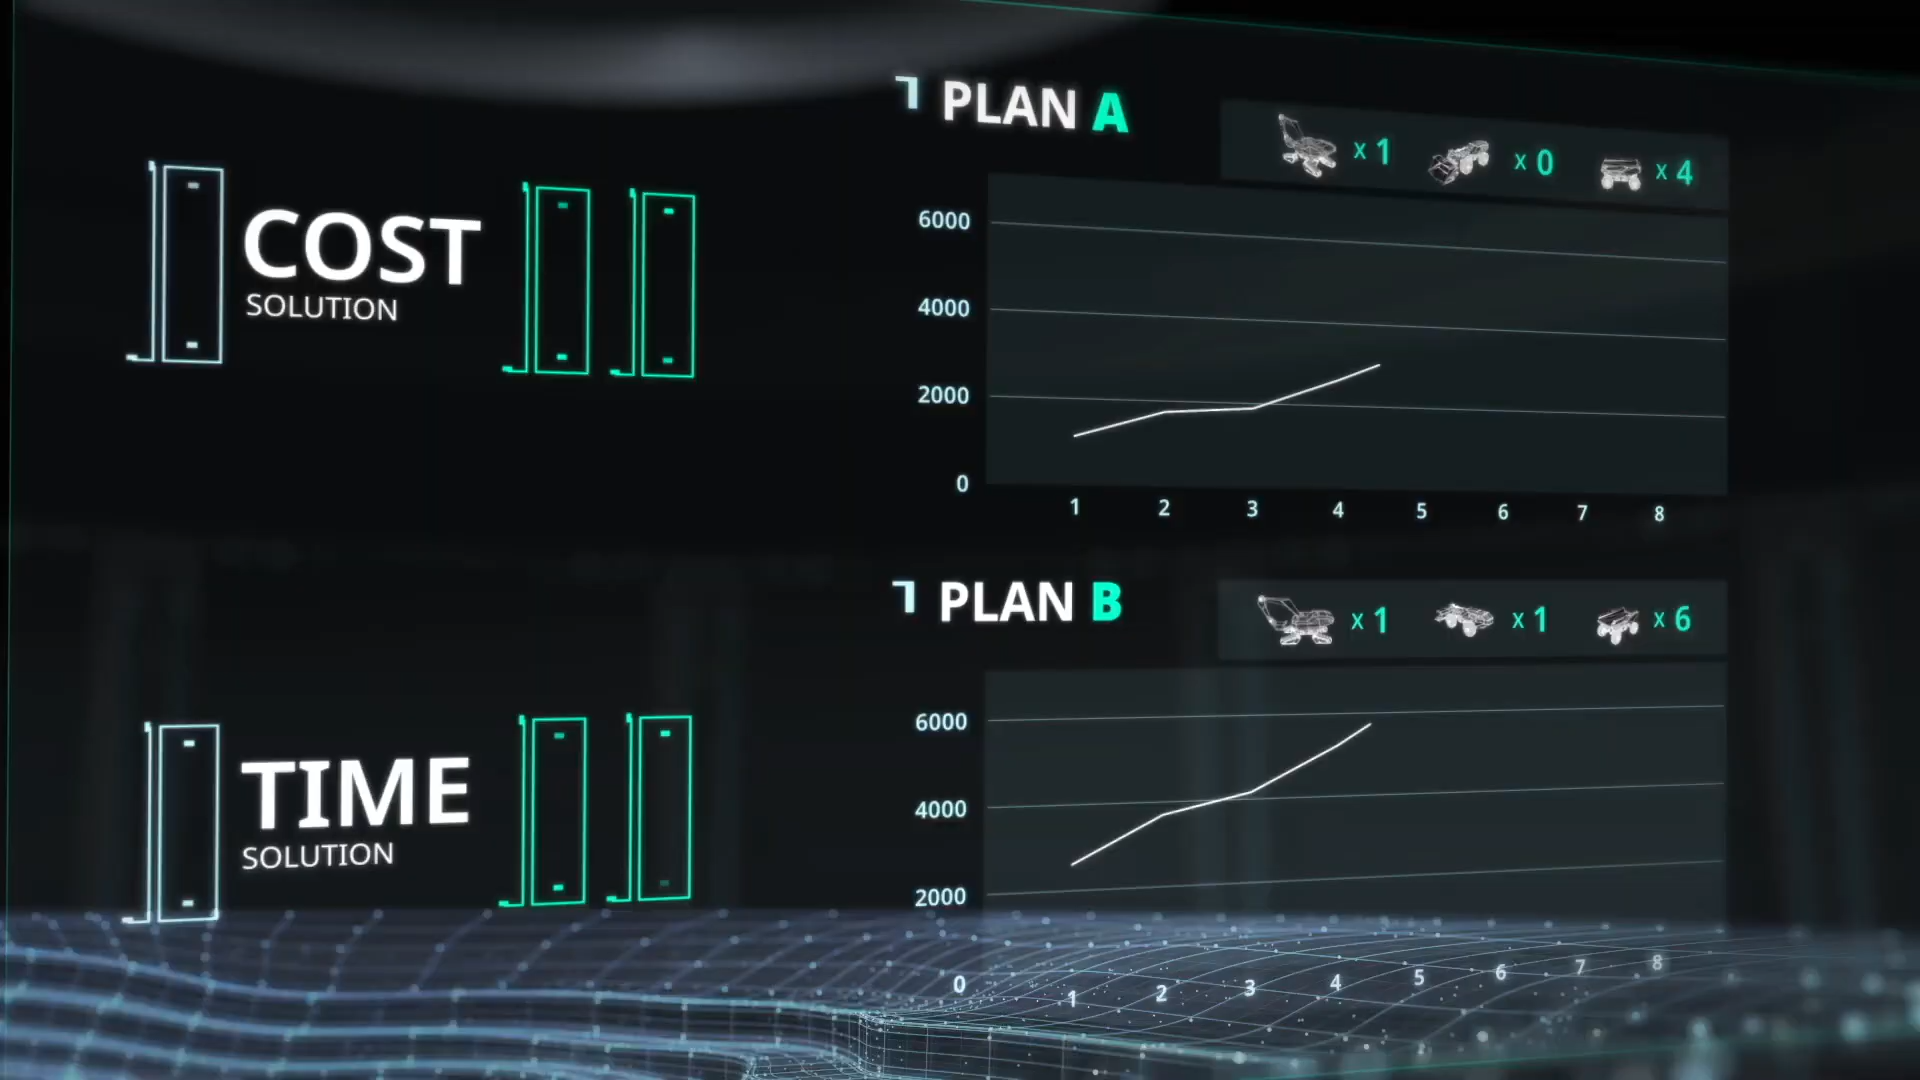 COST
SOLUTION
PLAN A
x 1
x 0
x 4
6000
4000
2000
0
1 2 3 4 5 6 7 8
TIME
SOLUTION
PLAN B
x 1
x 1
x 6
6000
4000
2000
0
1 2 3 4 5 6 7 8